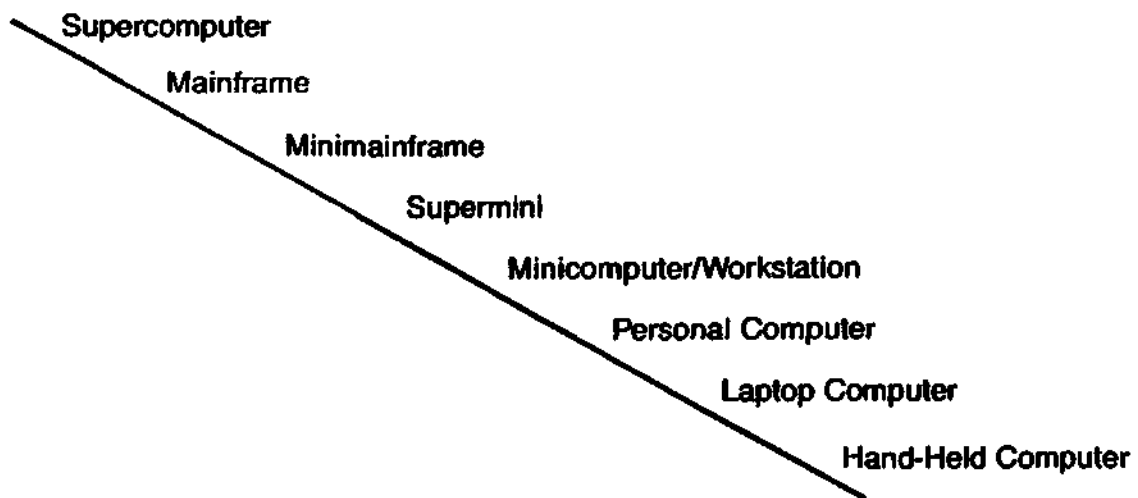 Supercomputer
Mainframe
Minimainframe
Supermini
Minicomputer/Workstation
Personal Computer
Laptop Computer
Hand-Held Computer